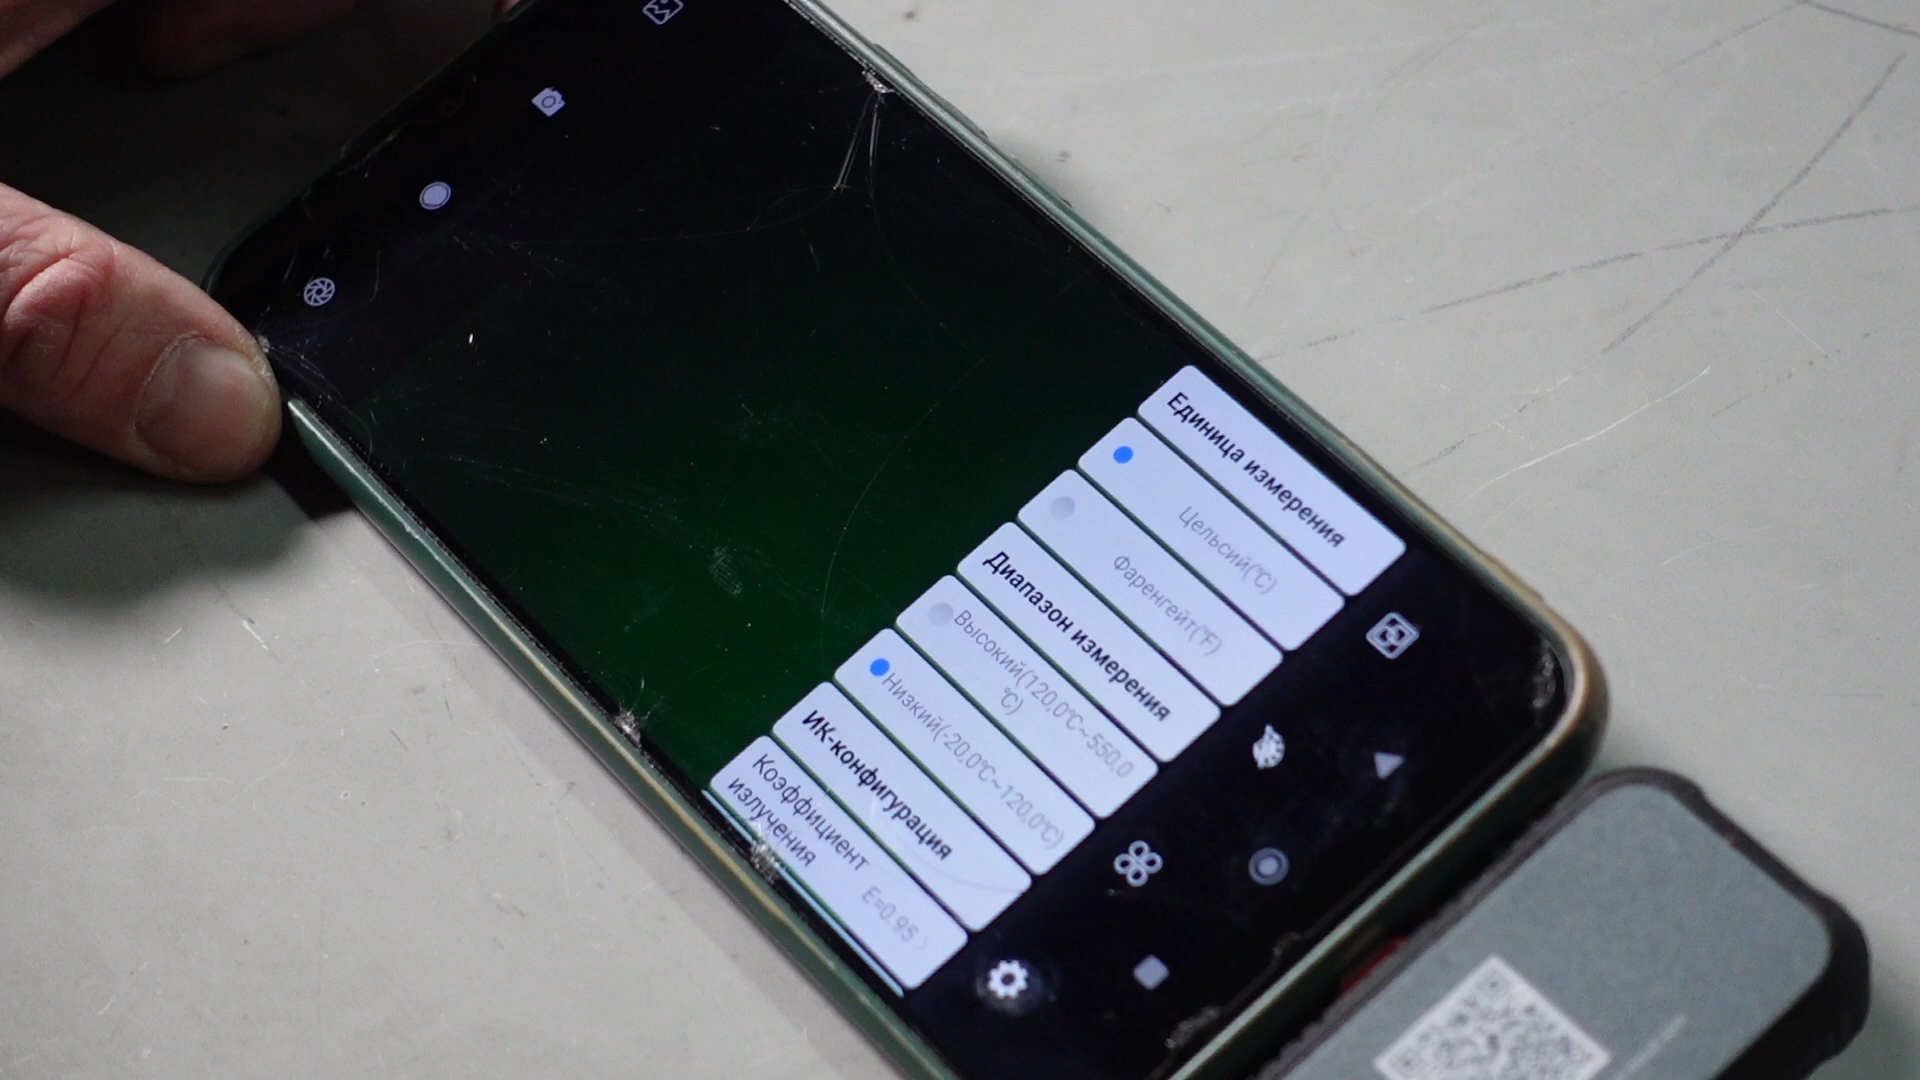 Единица измерения
Цельсий(℃)
Фаренгейт(℉)
Диапазон измерения
Высокий(120,0℃~550,0
℃)
Низкий(-20,0℃~120,0℃)
ИК-конфигурация
Коэффициент
излучения
E=0.95 >